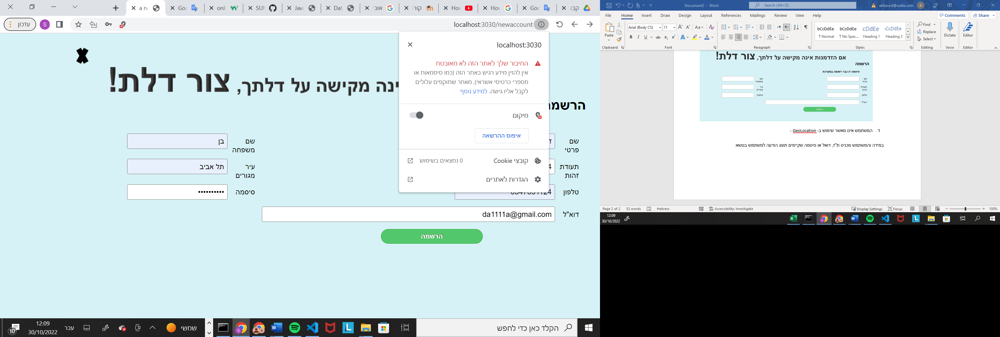 a ne
Goo
onl
SUM
Java
Dat
אובי
קורנ
How
How
Goo
קבצ
עדכון
S
localhost:3030/newaccount
localhost:3030
החיבור שלך לאתר הזה לא מאובטח
אין להזין מידע רגיש באתר הזה (כמו סיסמאות או
מספרי כרטיסי אשראי), מאחר שתוקפים עלולים
לקבל אליו גישה. למידע נוסף
מיקום
איפוס ההרשאה
קובצי Cookie
0 נמצאים בשימוש
הגדרות לאתרים
ינה מקישה על דלתך, צור דלת!
הרשמה
שם פרטי
שם משפחה
בן
תעודת זהות
4
עיר מגורים
תל אביב
טלפון
סיסמה
••••••••••
דוא"ל
da1111a@gmail.com
הרשמה
10
12:09
30/10/2022
עבר
שמשי
הקלד כאן כדי לחפש
Document2 - Word
Search (Alt+Q)
ahhevxd@walla.com
A
File Home Insert Draw Design Layout References Mailings Review View Help
Comments Share
Paste
Arial (Body CS) 11
Find
Replace
Select
Dictate
Editor
bCcDdEe bCcDdEe cDdEe CcDdEe
¶ Normal ¶ No Spac... Heading 1 Heading 2
Clipboard Font Paragraph Styles Editing Voice Editor
אם הזדמנות אינה מקישה על דלתך, צור דלת!
הרשמה
סיסמה זו כבר רשומה במערכת
שם פרטי
שם משפחה
תעודת זהות
עיר מגורים
טלפון
סיסמה
דוא"ל
הרשמה
ד. המשתמש אינו מאשר שימוש ב- GeoLocation -
במידה והמשתמש מכניס ת"ז, דואל או סיסמה שקיימים תוצג הודעה למשתמש בנושא:
Page 2 of 2 52 words Hebrew Accessibility: Investigate Display Settings Focus 100%
12:09
30/10/2022